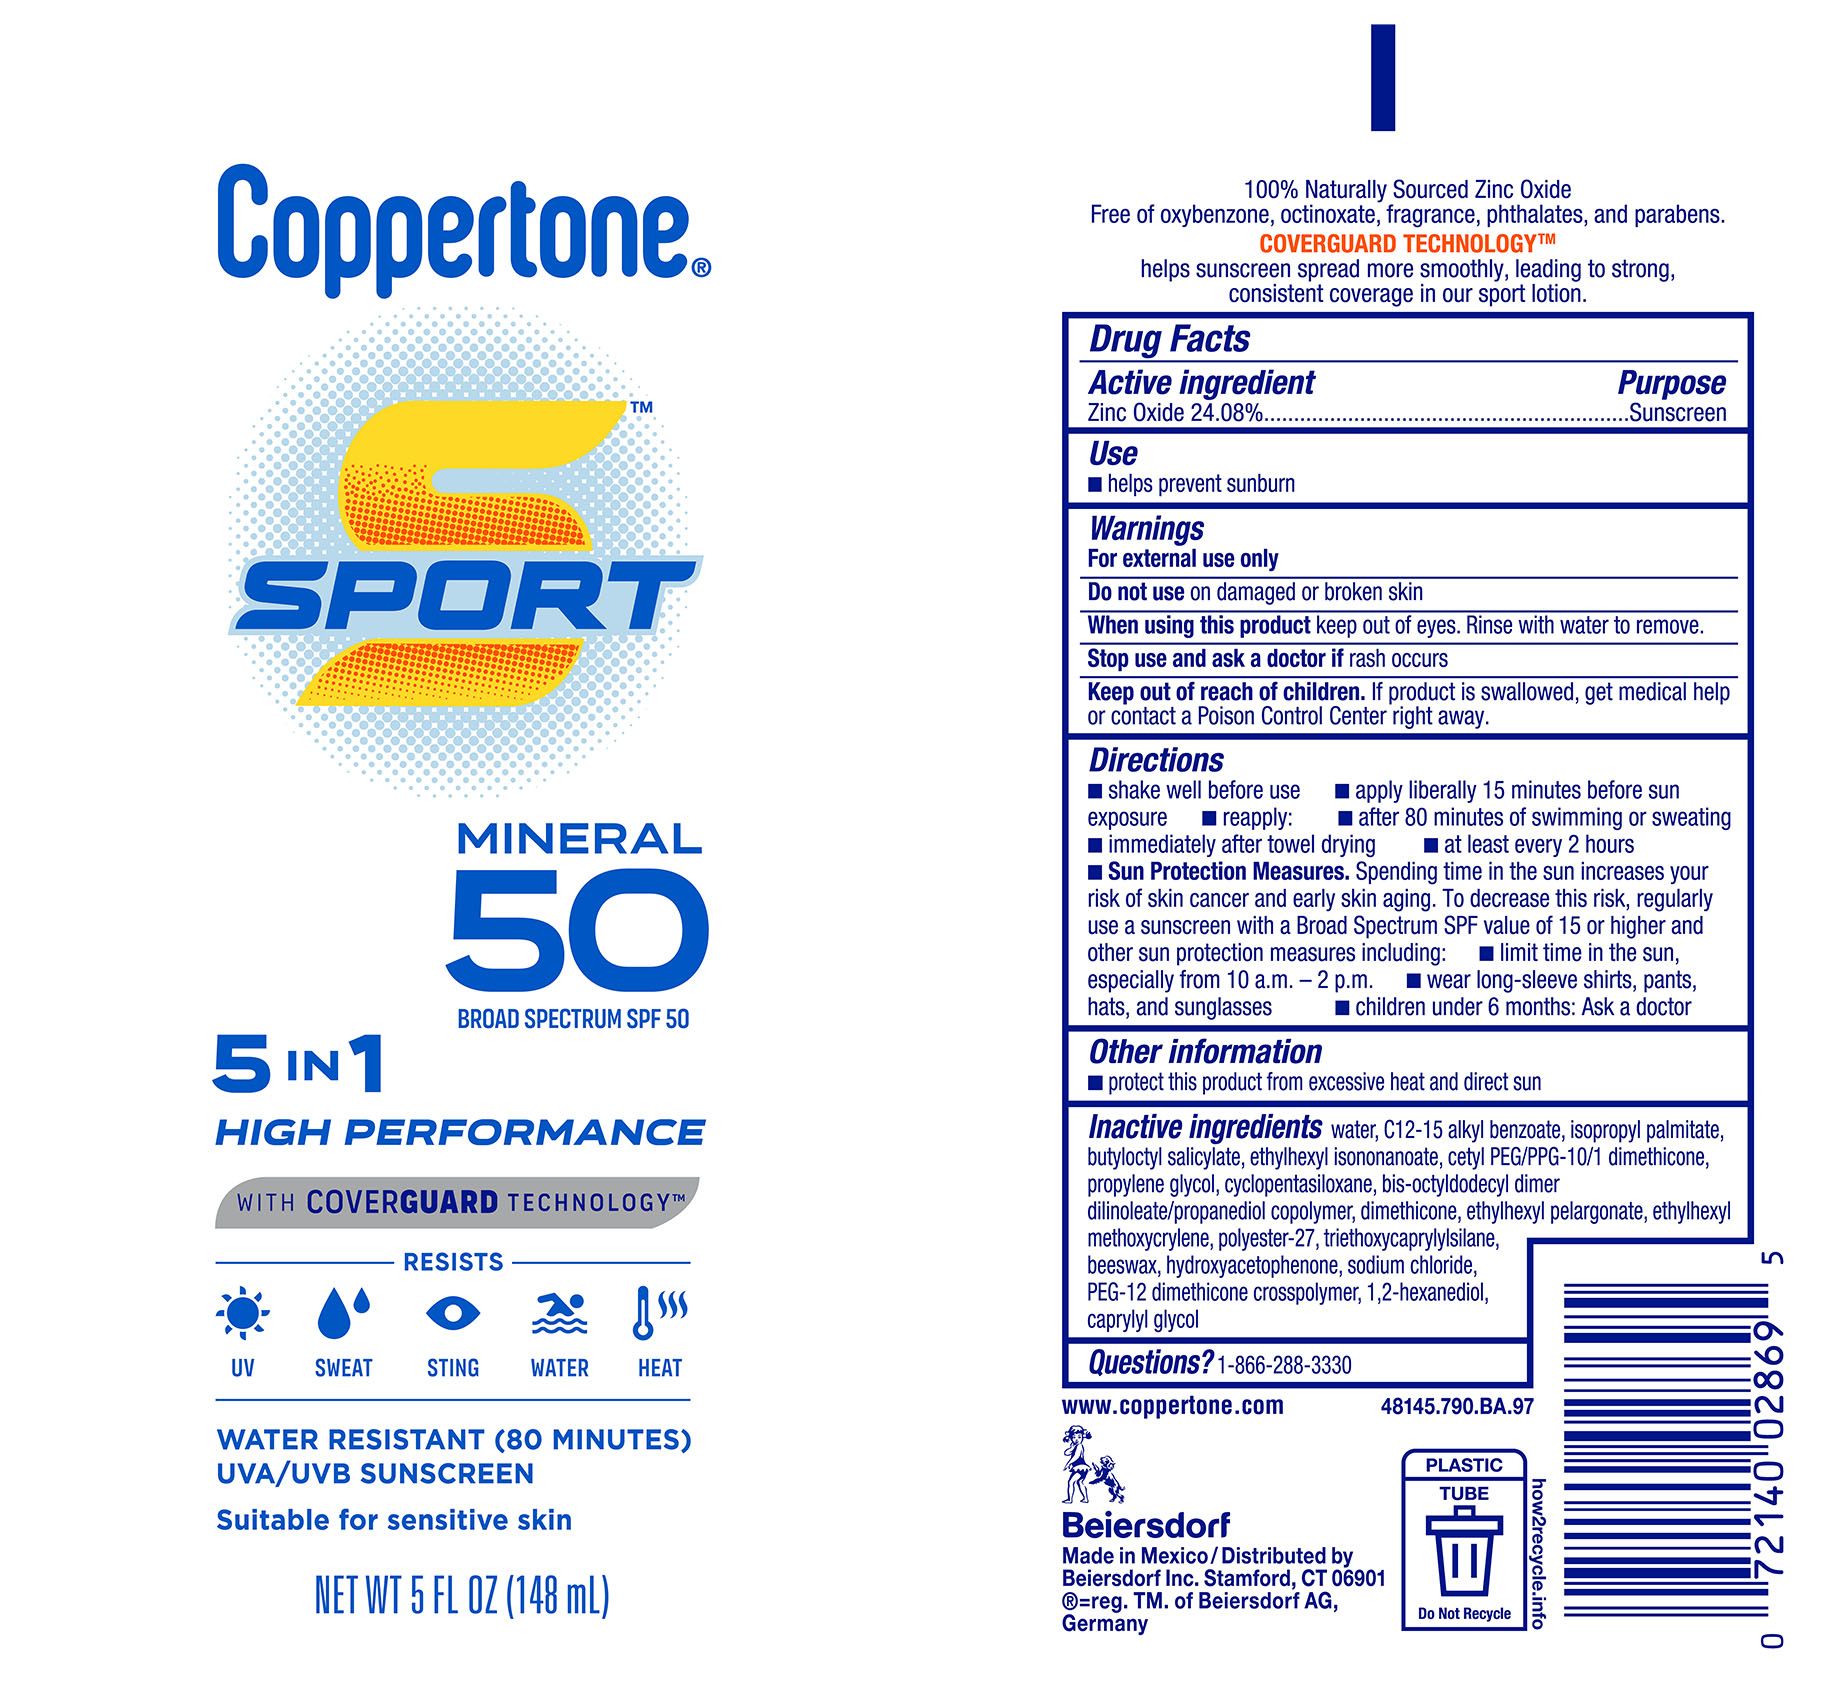 Coppertone®
™
SPORT
MINERAL
50
BROAD SPECTRUM SPF 50
5 IN 1
HIGH PERFORMANCE
WITH COVERGUARD TECHNOLOGY™
RESISTS
UV SWEAT STING WATER HEAT
WATER RESISTANT (80 MINUTES)
UVA/UVB SUNSCREEN
Suitable for sensitive skin
NET WT 5 FL OZ (148 mL)
100% Naturally Sourced Zinc Oxide
Free of oxybenzone, octinoxate, fragrance, phthalates, and parabens.
COVERGUARD TECHNOLOGY™
helps sunscreen spread more smoothly, leading to strong,
consistent coverage in our sport lotion.
Drug Facts
Active ingredient Purpose
Zinc Oxide 24.08%.............................................................Sunscreen
Use
■ helps prevent sunburn
Warnings
For external use only
Do not use on damaged or broken skin
When using this product keep out of eyes. Rinse with water to remove.
Stop use and ask a doctor if rash occurs
Keep out of reach of children. If product is swallowed, get medical help
or contact a Poison Control Center right away.
Directions
■ shake well before use ■ apply liberally 15 minutes before sun
exposure ■ reapply: ■ after 80 minutes of swimming or sweating
■ immediately after towel drying ■ at least every 2 hours
■ Sun Protection Measures. Spending time in the sun increases your
risk of skin cancer and early skin aging. To decrease this risk, regularly
use a sunscreen with a Broad Spectrum SPF value of 15 or higher and
other sun protection measures including: ■ limit time in the sun,
especially from 10 a.m. – 2 p.m. ■ wear long-sleeve shirts, pants,
hats, and sunglasses ■ children under 6 months: Ask a doctor
Other information
■ protect this product from excessive heat and direct sun
Inactive ingredients water, C12-15 alkyl benzoate, isopropyl palmitate,
butyloctyl salicylate, ethylhexyl isononanoate, cetyl PEG/PPG-10/1 dimethicone,
propylene glycol, cyclopentasiloxane, bis-octyldodecyl dimer
dilinoleate/propanediol copolymer, dimethicone, ethylhexyl pelargonate, ethylhexyl
methoxycrylene, polyester-27, triethoxycaprylylsilane,
beeswax, hydroxyacetophenone, sodium chloride,
PEG-12 dimethicone crosspolymer, 1,2-hexanediol,
caprylyl glycol
Questions? 1-866-288-3330
www.coppertone.com 48145.790.BA.97
Beiersdorf
Made in Mexico / Distributed by
Beiersdorf Inc. Stamford, CT 06901
®=reg. TM. of Beiersdorf AG,
Germany
PLASTIC
TUBE
Do Not Recycle
how2recycle.info
0 72140 02869 5